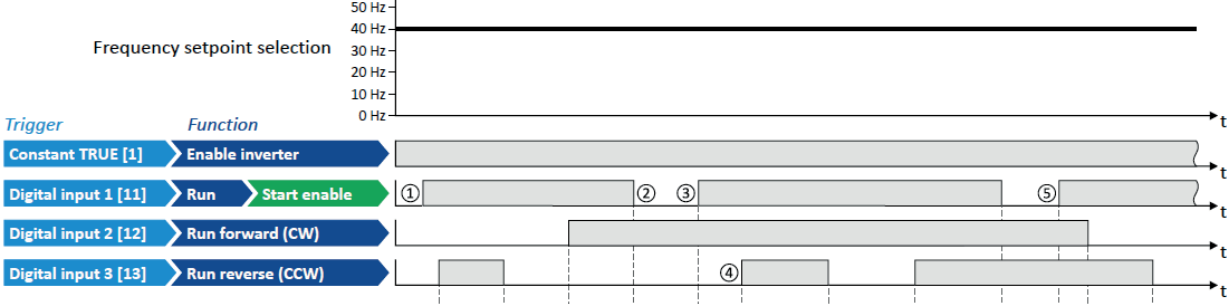 50 Hz
40 Hz
Frequency setpoint selection
30 Hz
20 Hz
10 Hz
0 Hz
t
Trigger Function
Constant TRUE [1] Enable inverter
t
Digital input 1 [11] Run Start enable ① ② ③ ⑤
t
Digital input 2 [12] Run forward (CW)
t
Digital input 3 [13] Run reverse (CCW) ④
t